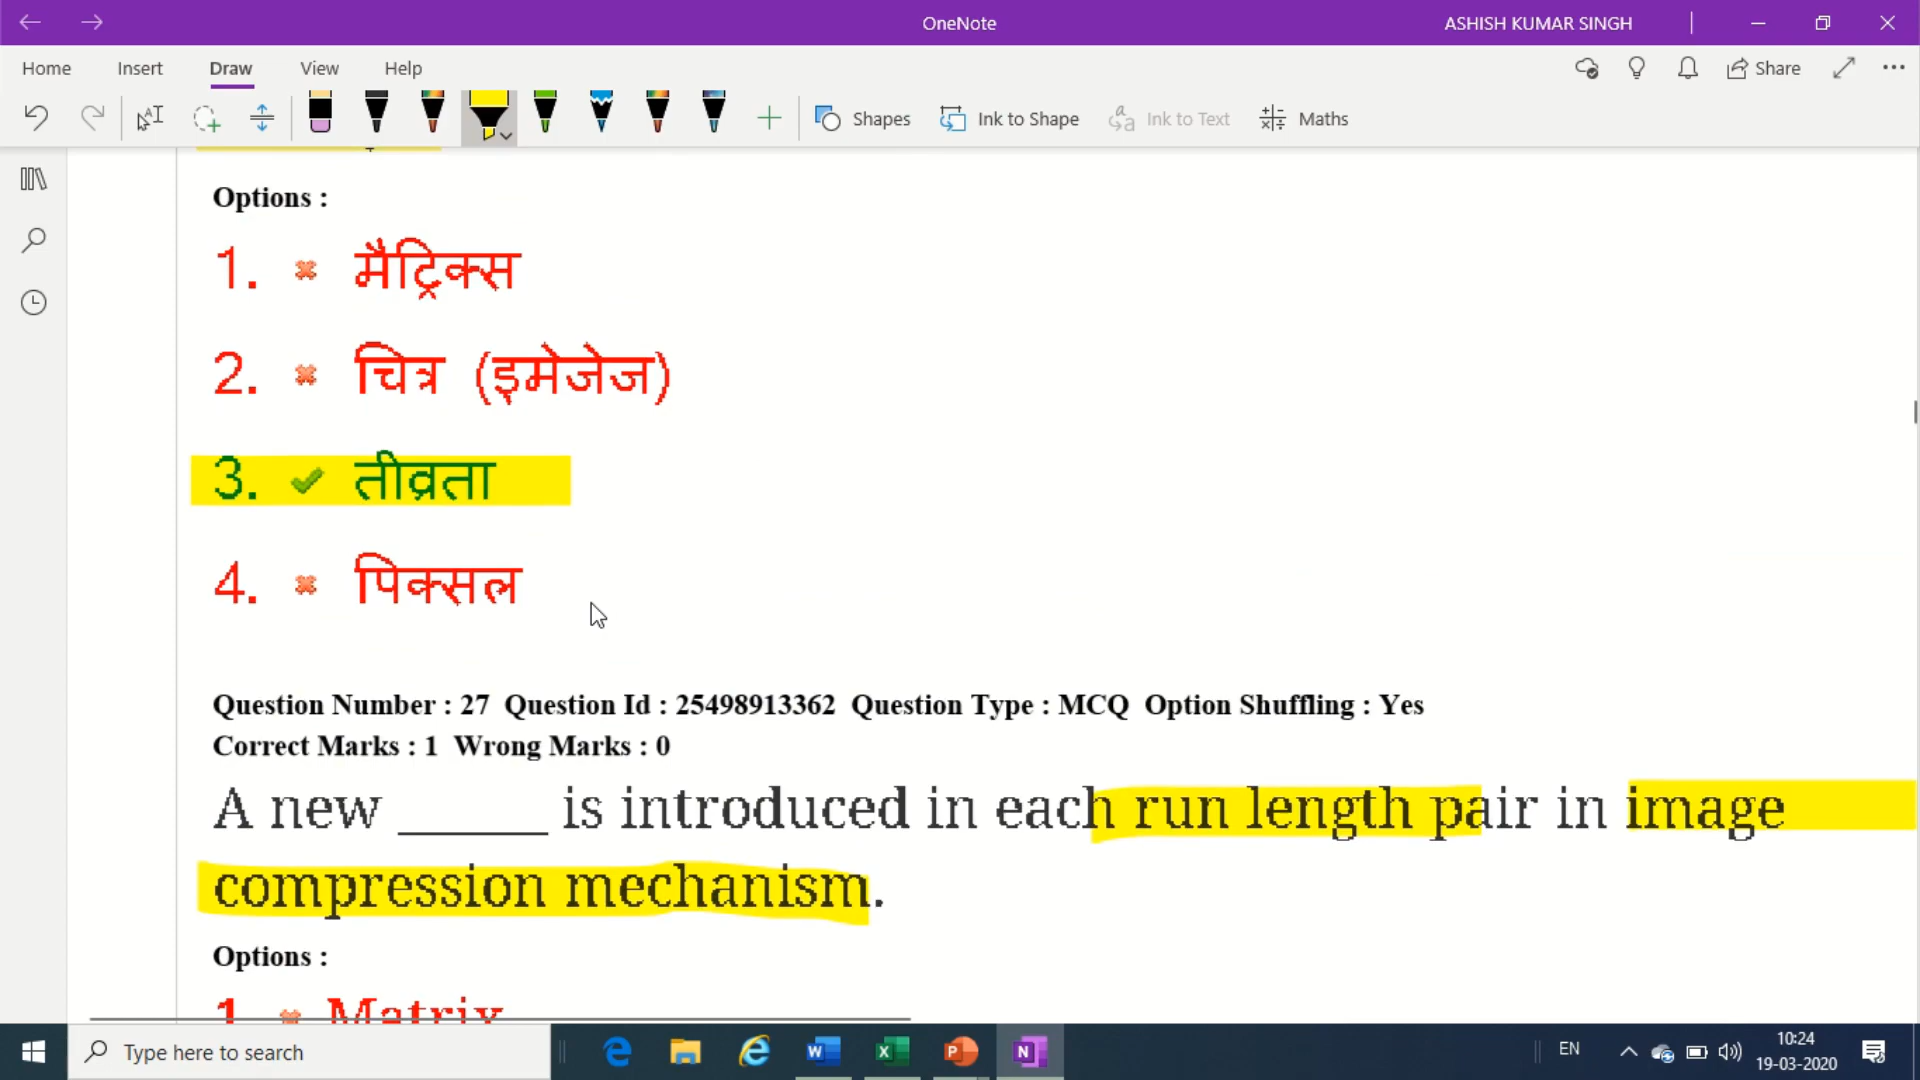 OneNote
ASHISH KUMAR SINGH
Home Insert Draw View Help
Share
Shapes Ink to Shape Ink to Text Maths
Options :
1. मैट्रिक्स
2. चित्र (इमेजेज)
3. तीव्रता
4. पिक्सल
Question Number : 27 Question Id : 25498913362 Question Type : MCQ Option Shuffling : Yes
Correct Marks : 1 Wrong Marks : 0
A new _____ is introduced in each run length pair in image
compression mechanism.
Options :
1. Matrix
Type here to search
EN
10:24
19-03-2020